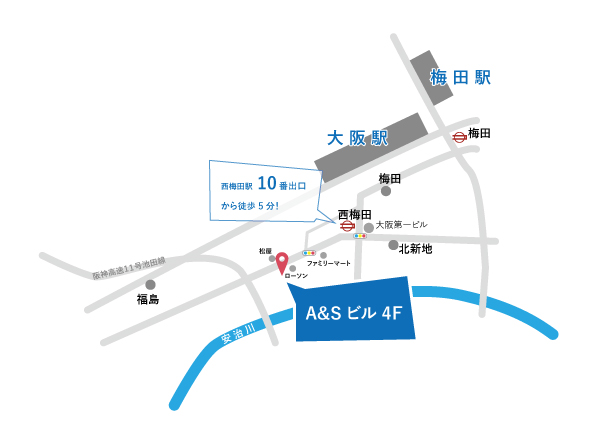 梅田駅
大阪駅
梅田
西梅田駅 10 番出口
から徒歩 5 分!
梅田
西梅田
大阪第一ビル
北新地
松屋
ファミリーマート
ローソン
阪神高速11号池田線
福島
A&S ビル 4F
安治川